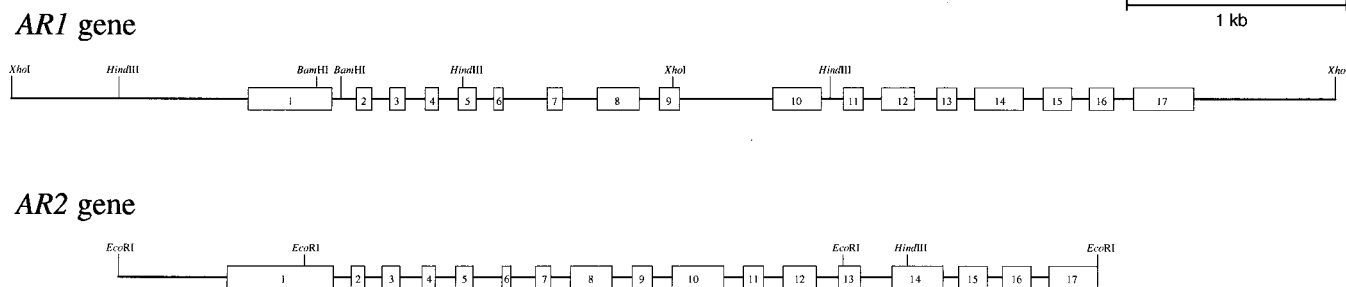 1 kb
AR1 gene
XhoI HindIII BamHI BamHI HindIII XhoI HindIII Xho
1 2 3 4 5 6 7 8 9 10 11 12 13 14 15 16 17
AR2 gene
EcoRI EcoRI EcoRI HindIII EcoRI
1 2 3 4 5 6 7 8 9 10 11 12 13 14 15 16 17